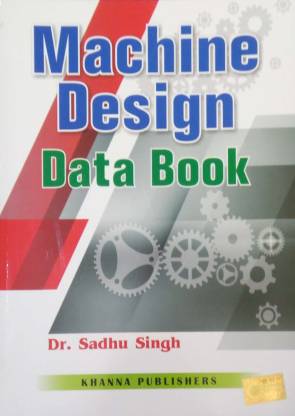 Machine
Design
Data Book
Dr. Sadhu Singh
KHANNA PUBLISHERS